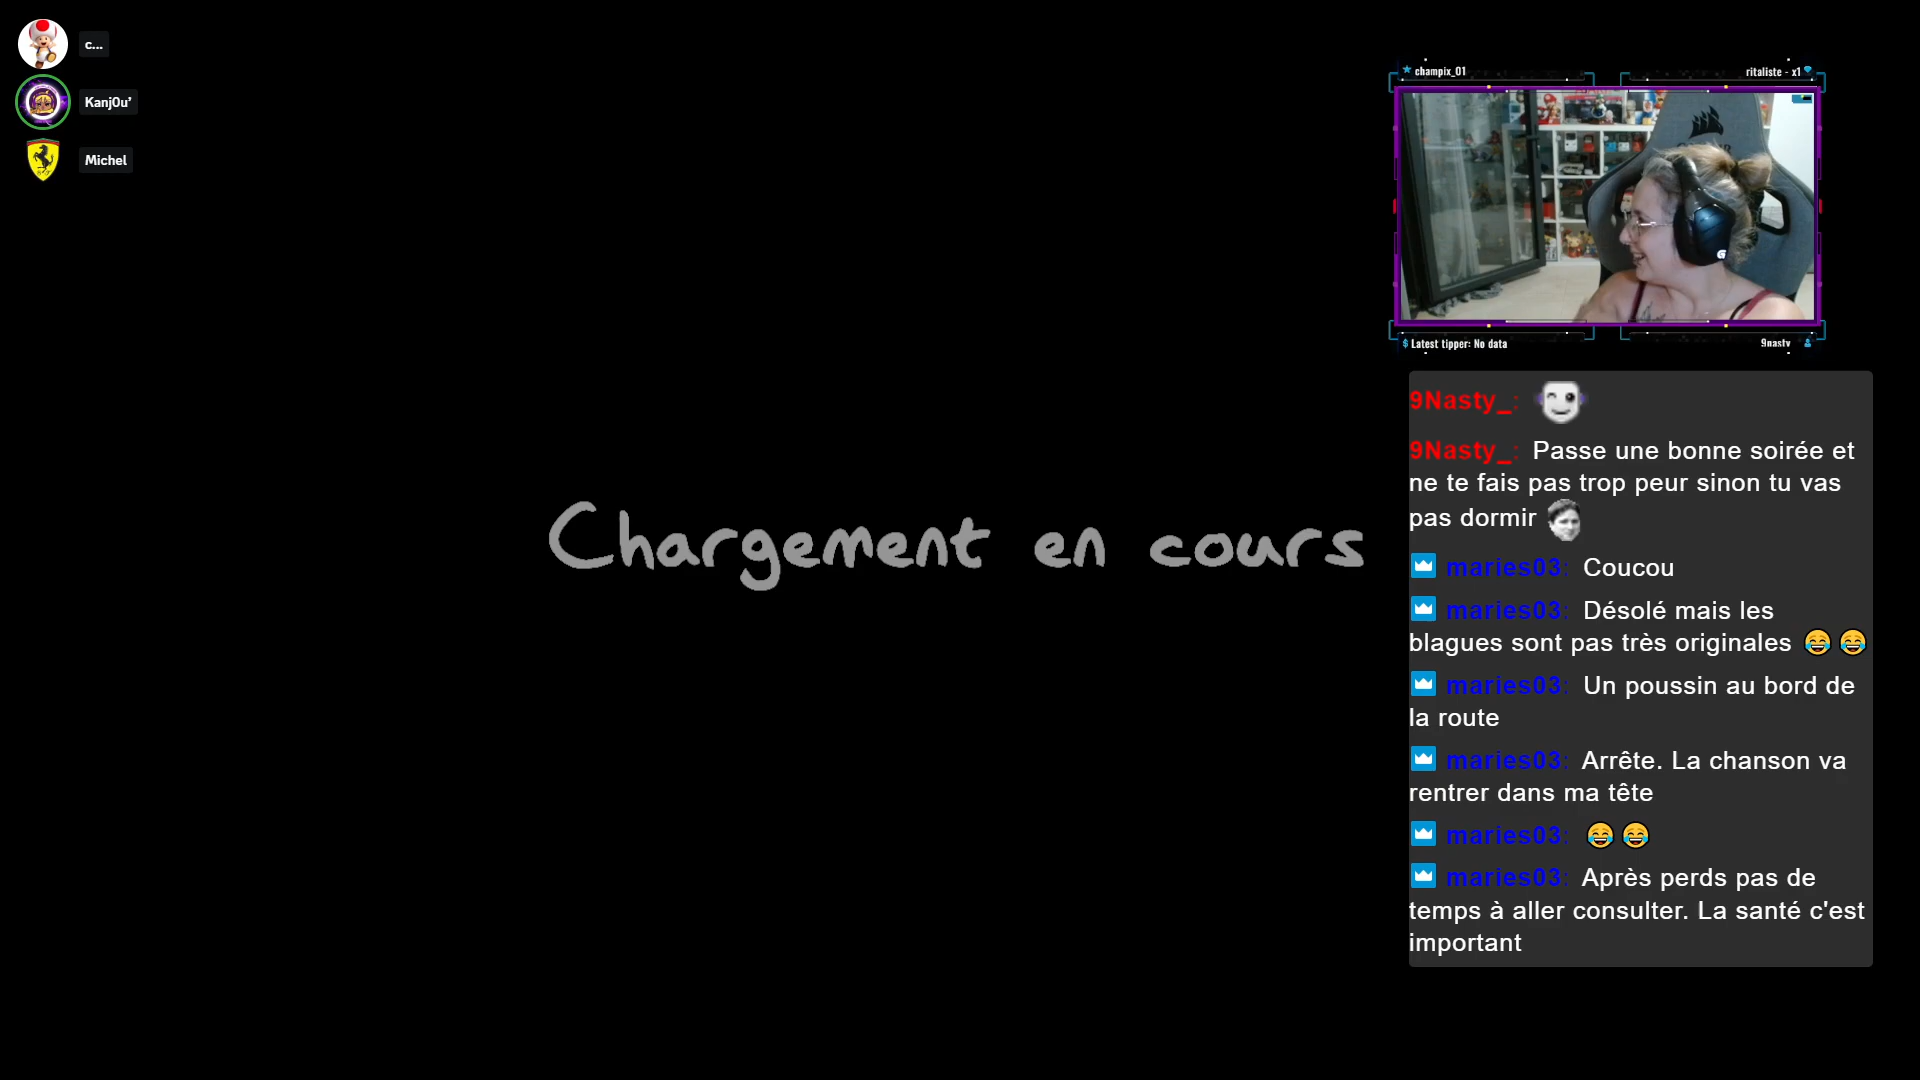 c...
KanjOu’
Michel
champix_01
ritaliste - x1
Latest tipper: No data
9nasty
Chargement en cours
9Nasty_:
9Nasty_: Passe une bonne soirée et
ne te fais pas trop peur sinon tu vas
pas dormir
maries03: Coucou
maries03: Désolé mais les
blagues sont pas très originales 😂 😂
maries03: Un poussin au bord de
la route
maries03: Arrête. La chanson va
rentrer dans ma tête
maries03: 😂 😂
maries03: Après perds pas de
temps à aller consulter. La santé c'est
important